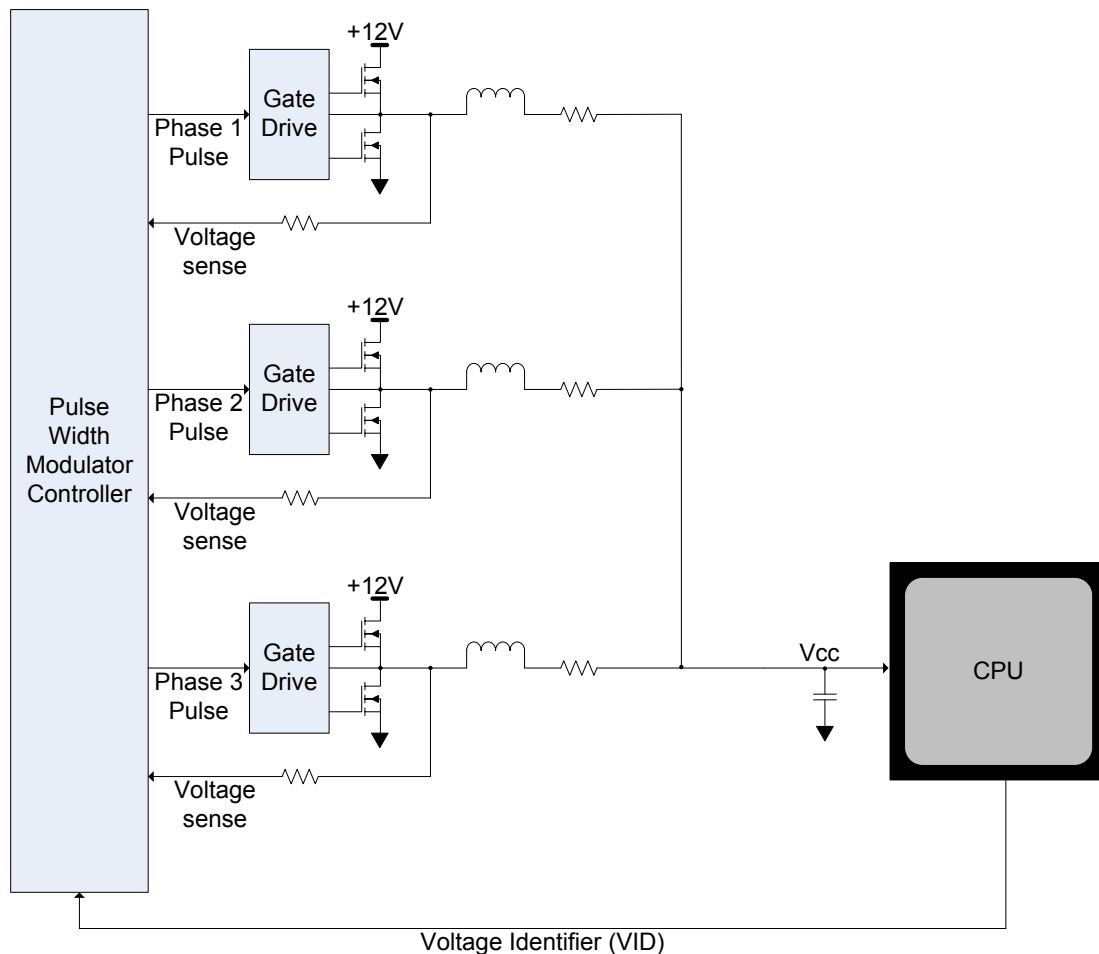 +12V
Gate
Drive
Phase 1
Pulse
Voltage
sense
+12V
Gate
Drive
Phase 2
Pulse
Voltage
sense
Pulse
Width
Modulator
Controller
+12V
Gate
Drive
Phase 3
Pulse
Voltage
sense
Vcc
CPU
Voltage Identifier (VID)